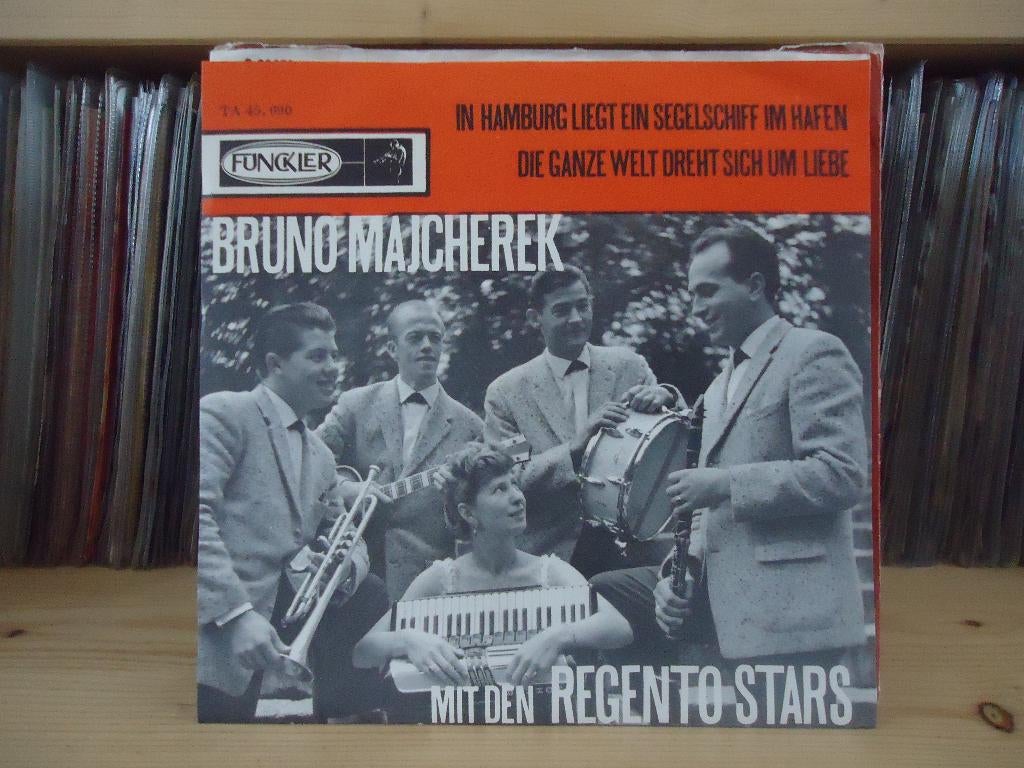 TA 45.090
IN HAMBURG LIEGT EIN SEGELSCHIFF IM HAFEN
DIE GANZE WELT DREHT SICH UM LIEBE
FUNCKLER
BRUNO MAJCHEREK
MIT DEN REGENTO STARS